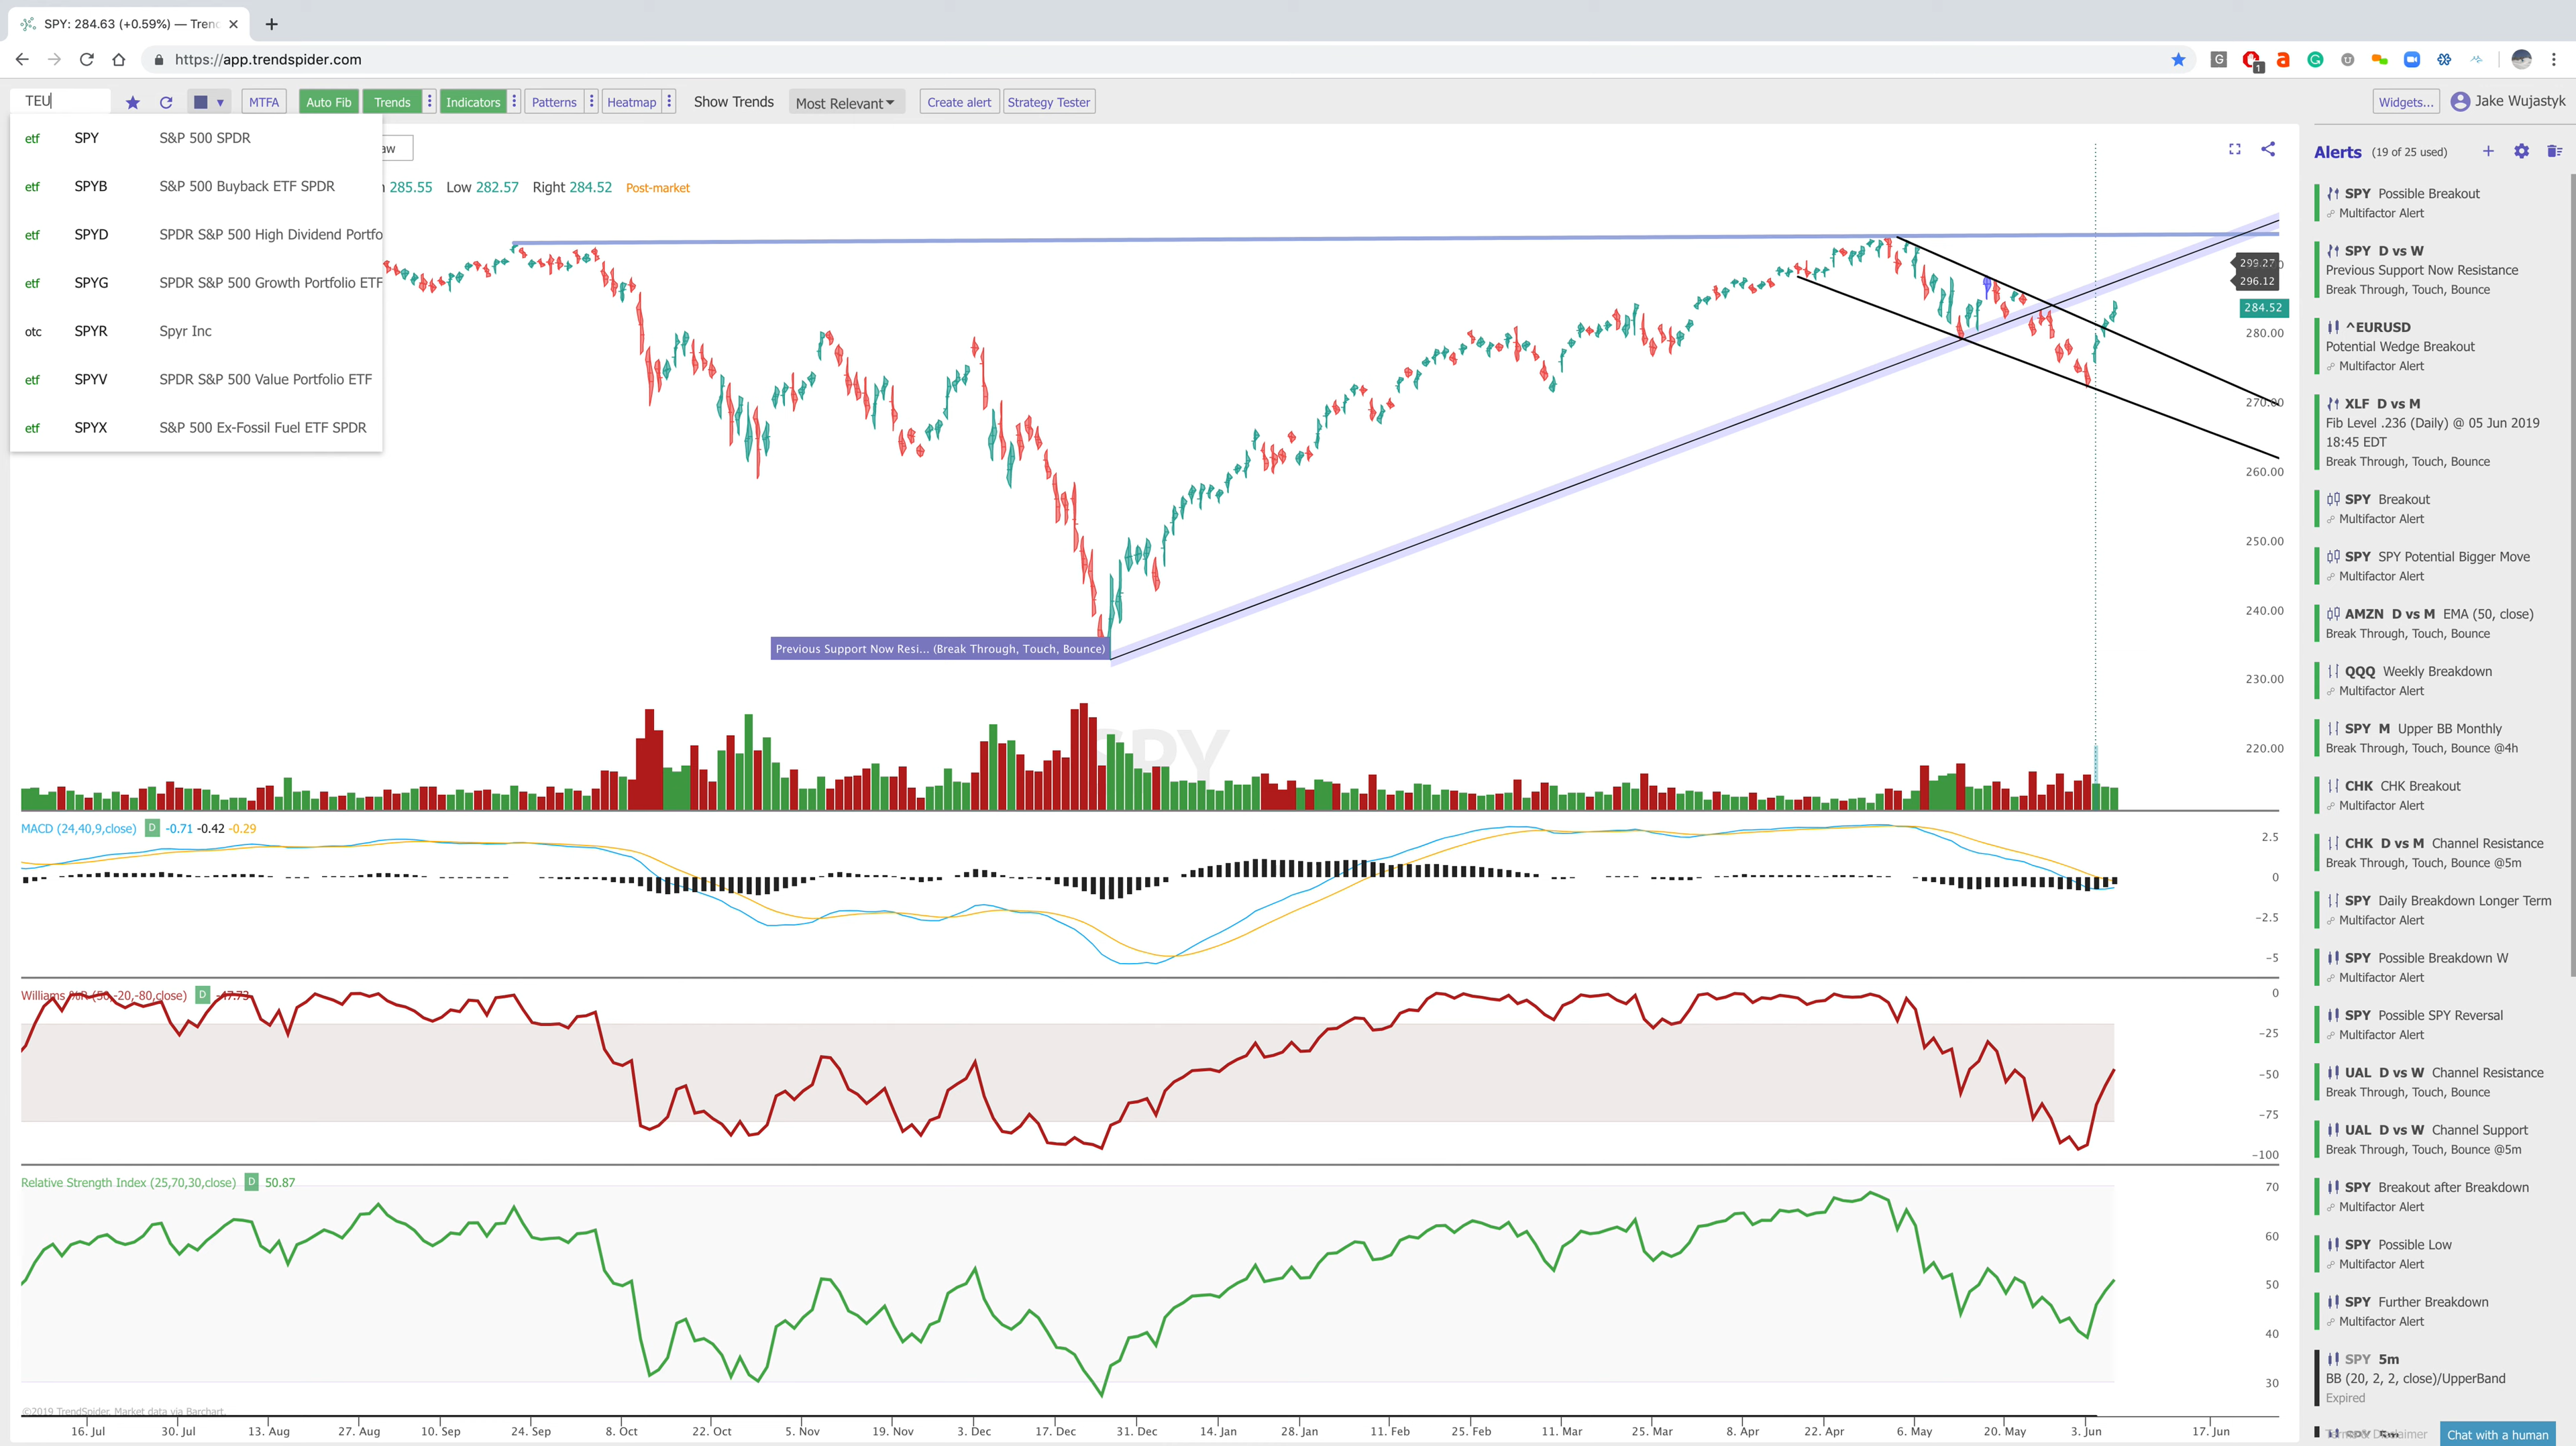 SPY: 284.63 (+0.59%) — Tren
https://app.trendspider.com
TEU
MTFA
Auto Fib
Trends
Indicators
Patterns
Heatmap
Show Trends
Most Relevant
Create alert
Strategy Tester
Widgets...
Jake Wujastyk
etf SPY S&P 500 SPDR
etf SPYB S&P 500 Buyback ETF SPDR
etf SPYD SPDR S&P 500 High Dividend Portfo
etf SPYG SPDR S&P 500 Growth Portfolio ETF
otc SPYR Spyr Inc
etf SPYV SPDR S&P 500 Value Portfolio ETF
etf SPYX S&P 500 Ex-Fossil Fuel ETF SPDR
aw
285.55 Low 282.57 Right 284.52 Post-market
299.27
296.12
284.52
280.00
270.00
260.00
250.00
240.00
230.00
220.00
Previous Support Now Resi... (Break Through, Touch, Bounce)
SPY
MACD (24,40,9,close) D -0.71 -0.42 -0.29
2.5
0
-2.5
-5
Williams %R (50,-20,-80,close) D -47.73
0
-25
-50
-75
-100
Relative Strength Index (25,70,30,close) D 50.87
70
60
50
40
30
©2019 TrendSpider. Market data via Barchart.
16. Jul 30. Jul 13. Aug 27. Aug 10. Sep 24. Sep 8. Oct 22. Oct 5. Nov 19. Nov 3. Dec 17. Dec 31. Dec 14. Jan 28. Jan 11. Feb 25. Feb 11. Mar 25. Mar 8. Apr 22. Apr 6. May 20. May 3. Jun 17. Jun
Alerts (19 of 25 used)
SPY Possible Breakout
Multifactor Alert
SPY D vs W
Previous Support Now Resistance
Break Through, Touch, Bounce
^EURUSD
Potential Wedge Breakout
Multifactor Alert
XLF D vs M
Fib Level .236 (Daily) @ 05 Jun 2019
18:45 EDT
Break Through, Touch, Bounce
SPY Breakout
Multifactor Alert
SPY SPY Potential Bigger Move
Multifactor Alert
AMZN D vs M EMA (50, close)
Break Through, Touch, Bounce
QQQ Weekly Breakdown
Multifactor Alert
SPY M Upper BB Monthly
Break Through, Touch, Bounce @4h
CHK CHK Breakout
Multifactor Alert
CHK D vs M Channel Resistance
Break Through, Touch, Bounce @5m
SPY Daily Breakdown Longer Term
Multifactor Alert
SPY Possible Breakdown W
Multifactor Alert
SPY Possible SPY Reversal
Multifactor Alert
UAL D vs W Channel Resistance
Break Through, Touch, Bounce
UAL D vs W Channel Support
Break Through, Touch, Bounce @5m
SPY Breakout after Breakdown
Multifactor Alert
SPY Possible Low
Multifactor Alert
SPY Further Breakdown
Multifactor Alert
SPY 5m
BB (20, 2, 2, close)/UpperBand
Expired
Chat with a human